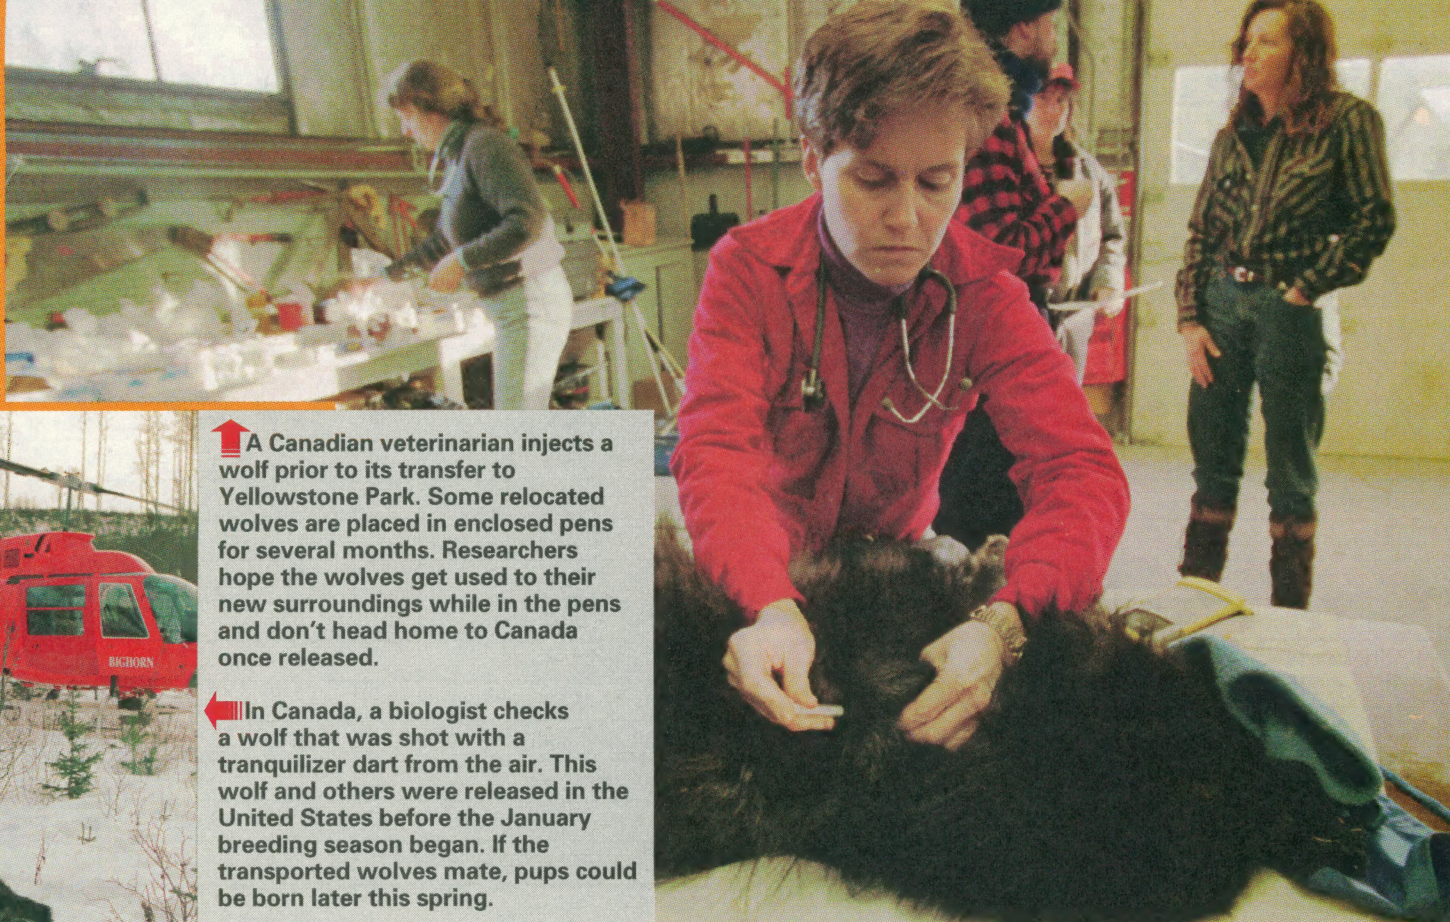 A Canadian veterinarian injects a
wolf prior to its transfer to
Yellowstone Park. Some relocated
wolves are placed in enclosed pens
for several months. Researchers
hope the wolves get used to their
new surroundings while in the pens
and don't head home to Canada
once released.
In Canada, a biologist checks
a wolf that was shot with a
tranquilizer dart from the air. This
wolf and others were released in the
United States before the January
breeding season began. If the
transported wolves mate, pups could
be born later this spring.
BIGHORN